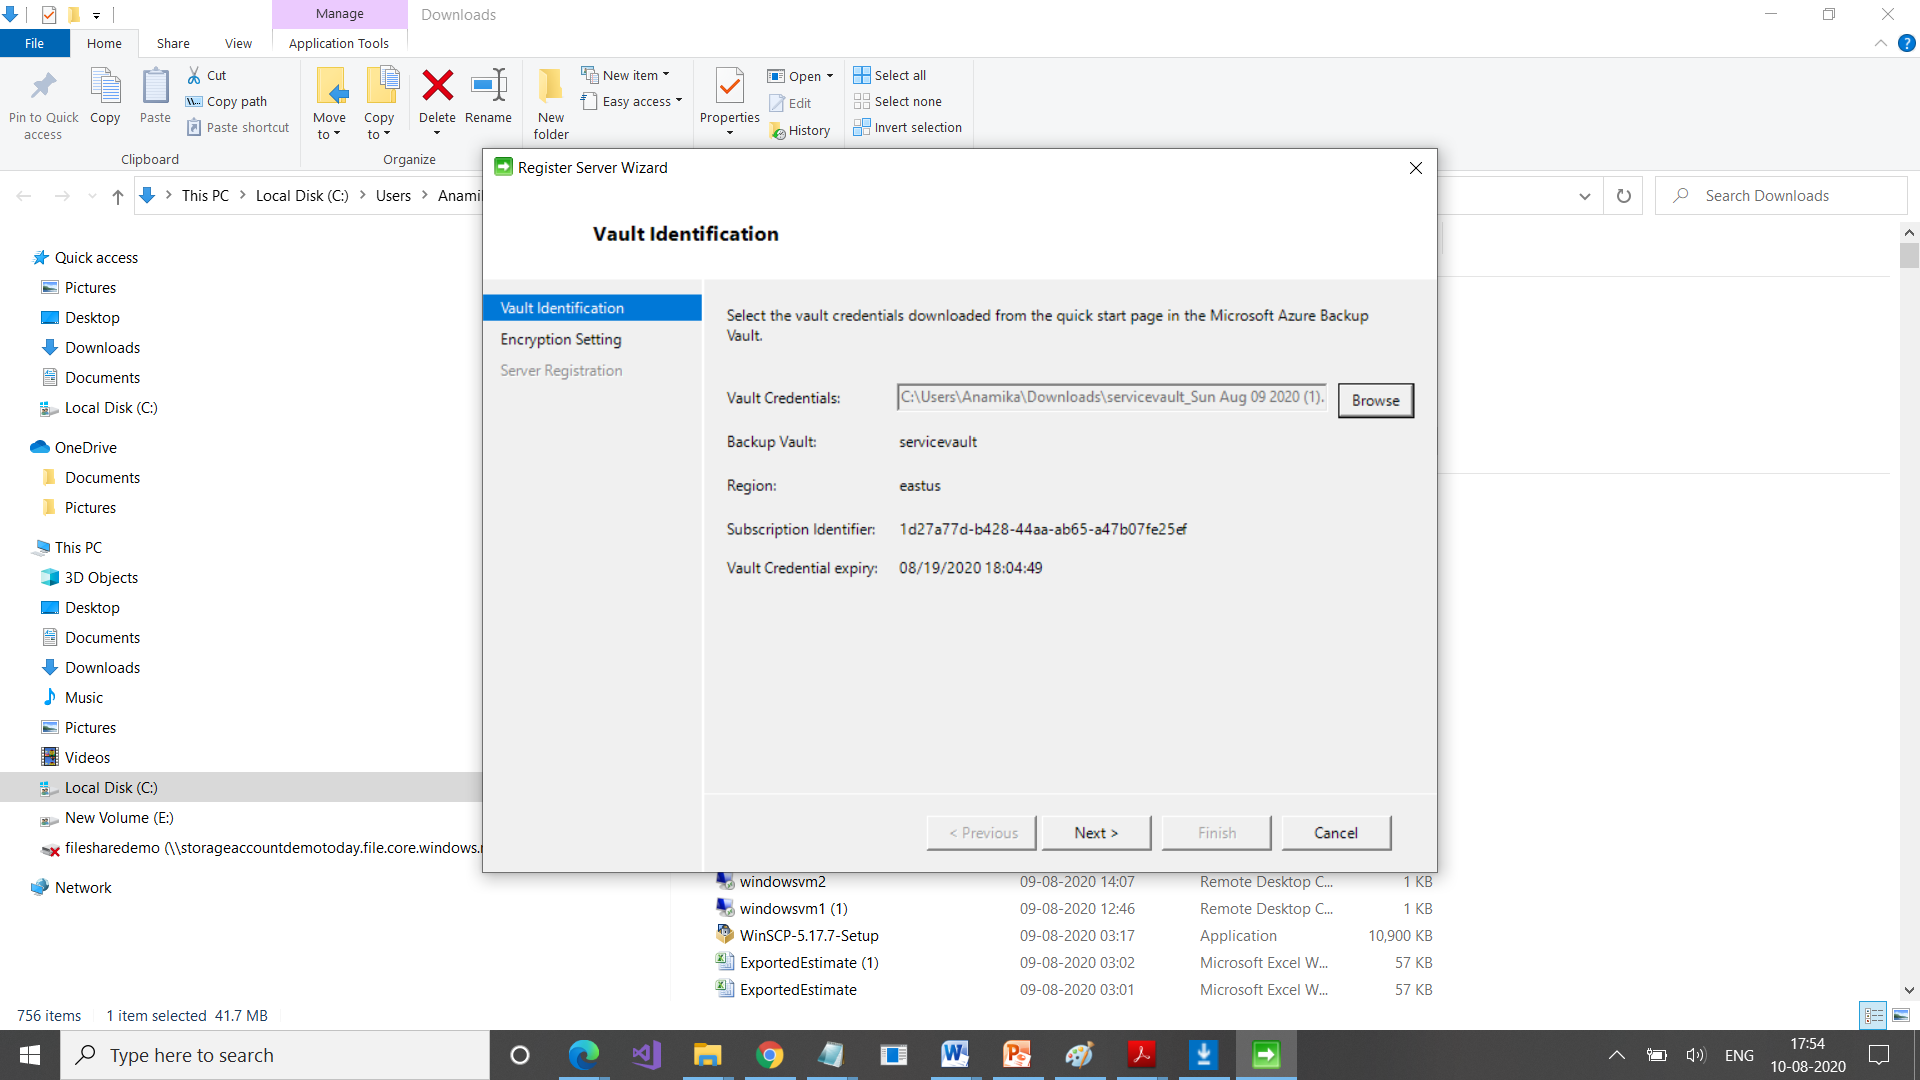 Manage
Downloads
File
Home
Share
View
Application Tools
Pin to Quick access
Copy
Paste
Cut
Copy path
Paste shortcut
Clipboard
Move to
Copy to
Delete
Rename
Organize
New folder
New item
Easy access
Properties
Open
Edit
History
Select all
Select none
Invert selection
This PC
Local Disk (C:)
Users
Search Downloads
Register Server Wizard
Vault Identification
Vault Identification
Encryption Setting
Server Registration
Select the vault credentials downloaded from the quick start page in the Microsoft Azure Backup
Vault.
Vault Credentials: C:\Users\Anamika\Downloads\servicevault_Sun Aug 09 2020 (1).
Browse
Backup Vault: servicevault
Region: eastus
Subscription Identifier: 1d27a77d-b428-44aa-ab65-a47b07fe25ef
Vault Credential expiry: 08/19/2020 18:04:49
< Previous
Next >
Finish
Cancel
Quick access
Pictures
Desktop
Downloads
Documents
Local Disk (C:)
OneDrive
Documents
Pictures
This PC
3D Objects
Desktop
Documents
Downloads
Music
Pictures
Videos
Local Disk (C:)
New Volume (E:)
filesharedemo (\\storageaccountdemotoday.file.core.windows.
Network
windowsvm2 09-08-2020 14:07 Remote Desktop C... 1 KB
windowsvm1 (1) 09-08-2020 12:46 Remote Desktop C... 1 KB
WinSCP-5.17.7-Setup 09-08-2020 03:17 Application 10,900 KB
ExportedEstimate (1) 09-08-2020 03:02 Microsoft Excel W... 57 KB
ExportedEstimate 09-08-2020 03:01 Microsoft Excel W... 57 KB
756 items 1 item selected 41.7 MB
Type here to search
ENG
17:54
10-08-2020